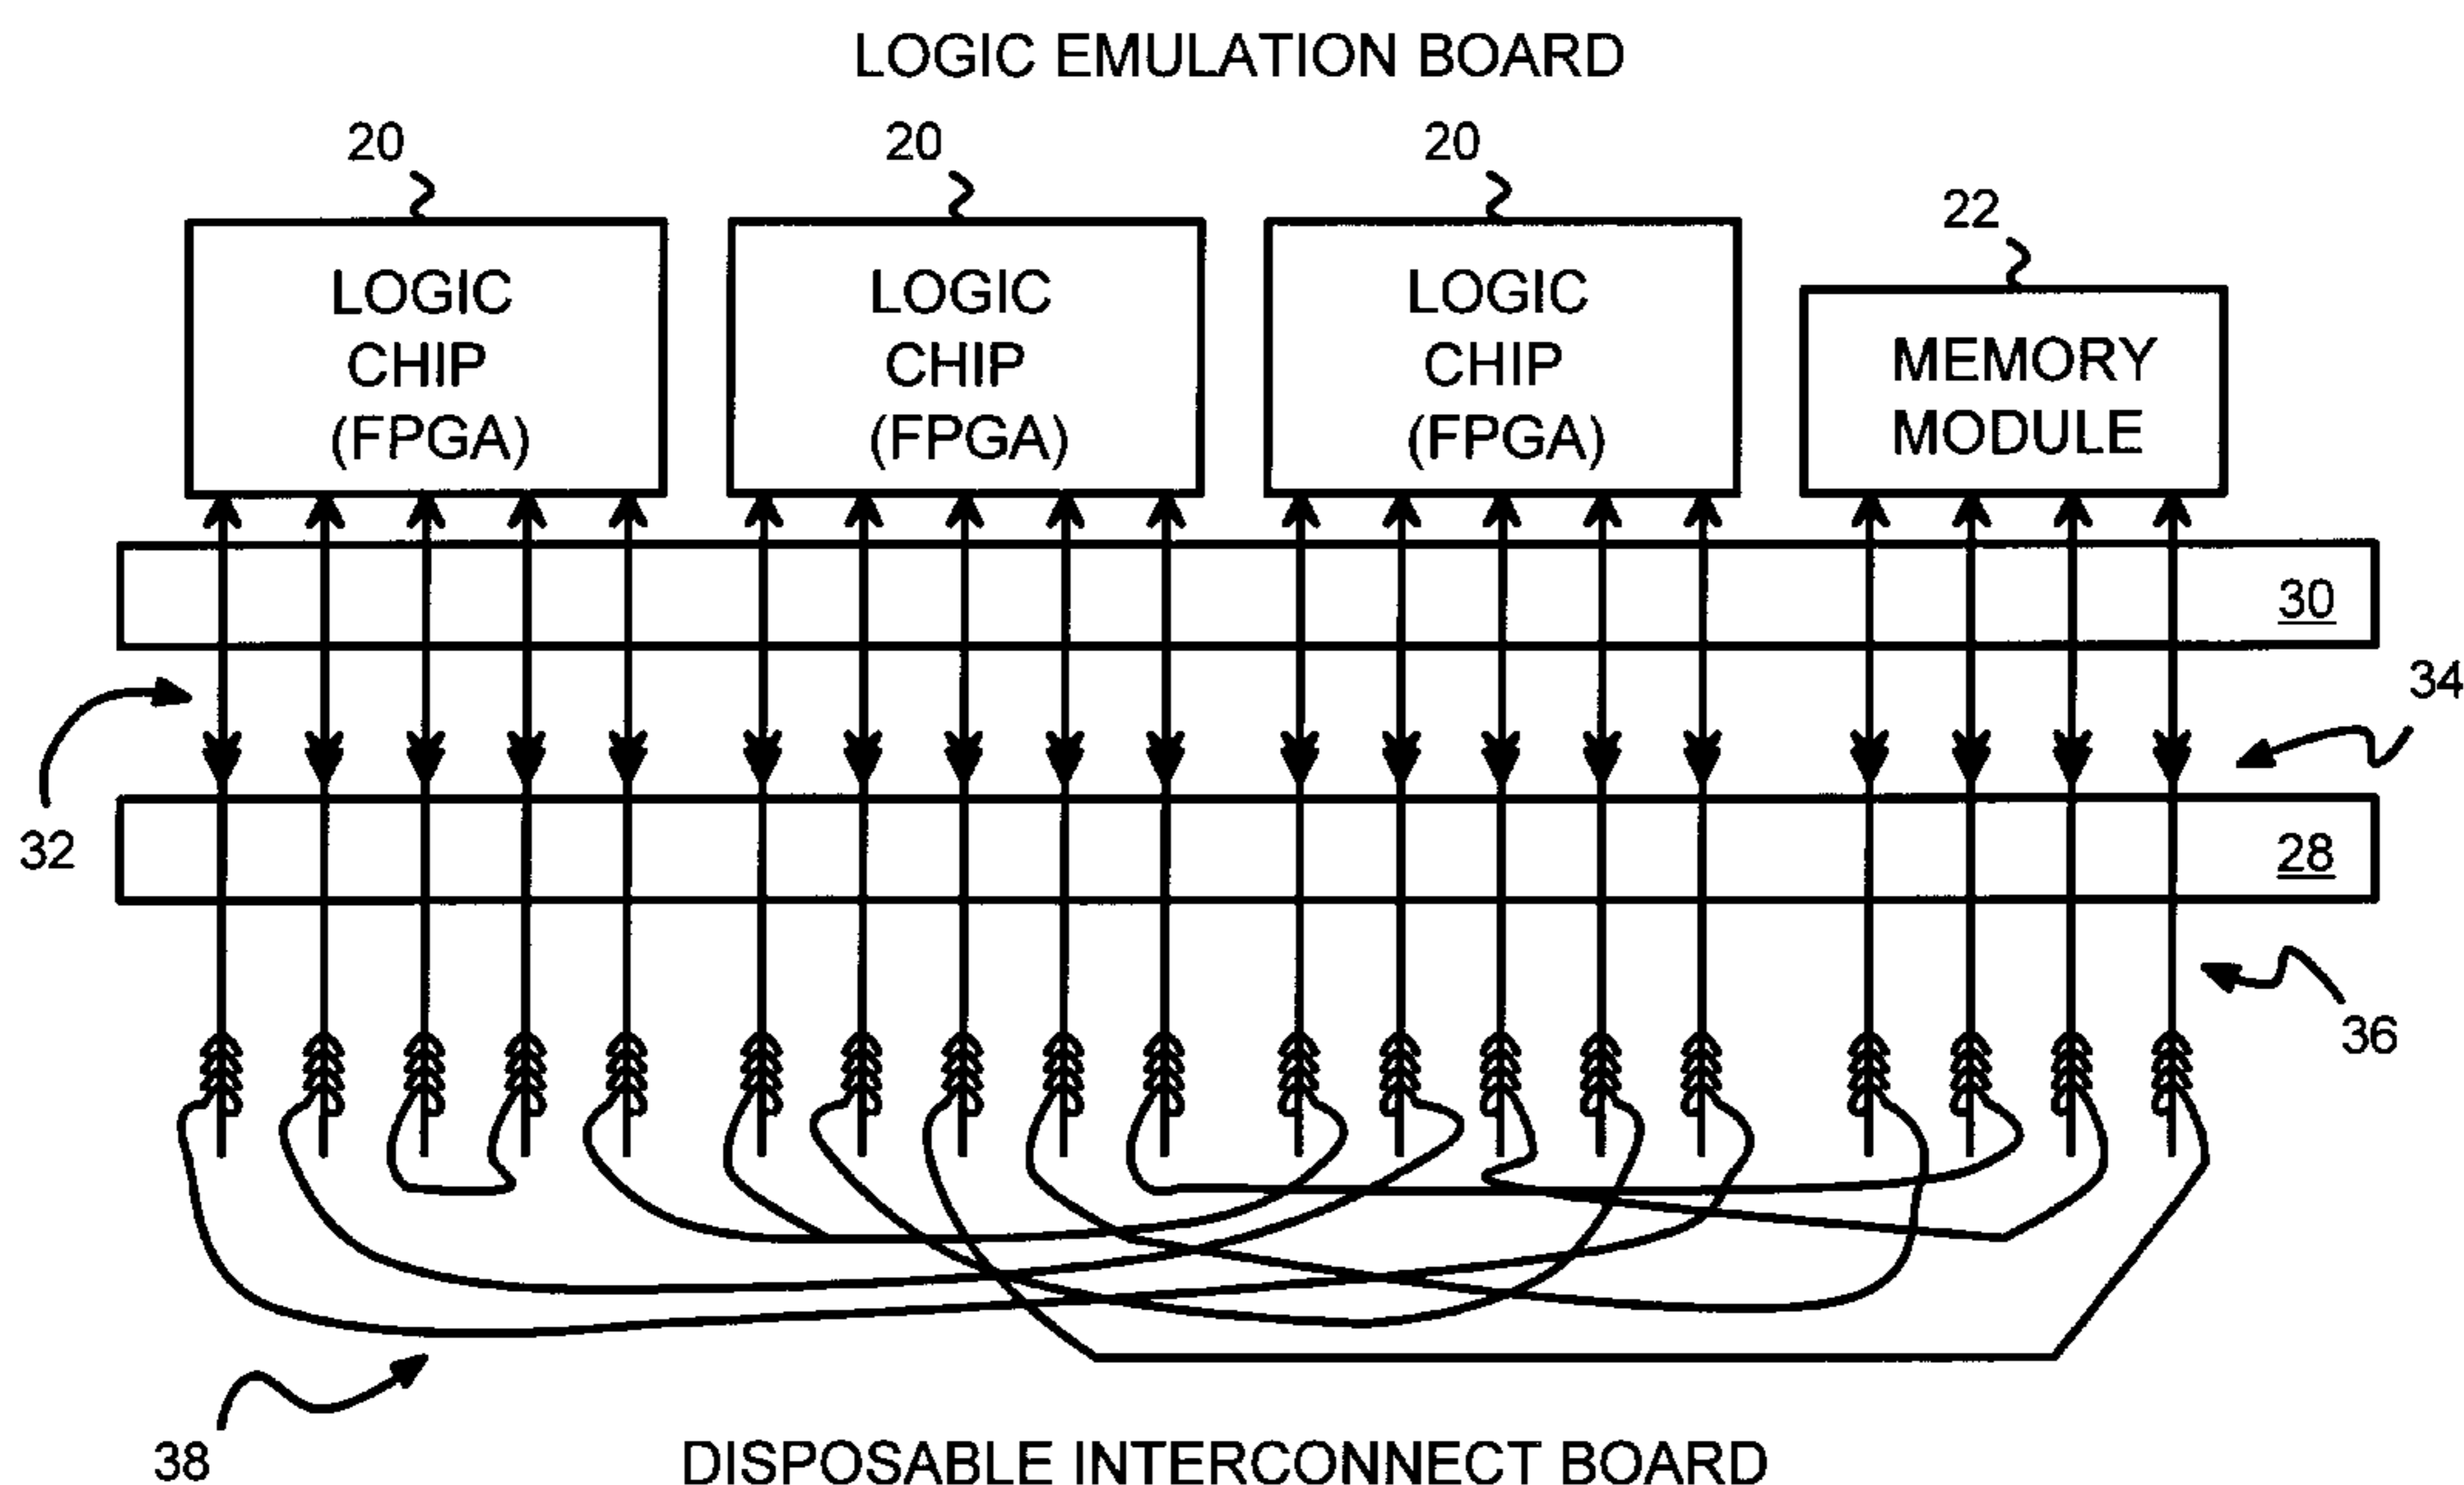 LOGIC EMULATION BOARD
20
20
20
22
LOGIC
CHIP
(FPGA)
LOGIC
CHIP
(FPGA)
LOGIC
CHIP
(FPGA)
MEMORY
MODULE
30
34
32
28
36
38
DISPOSABLE INTERCONNECT BOARD